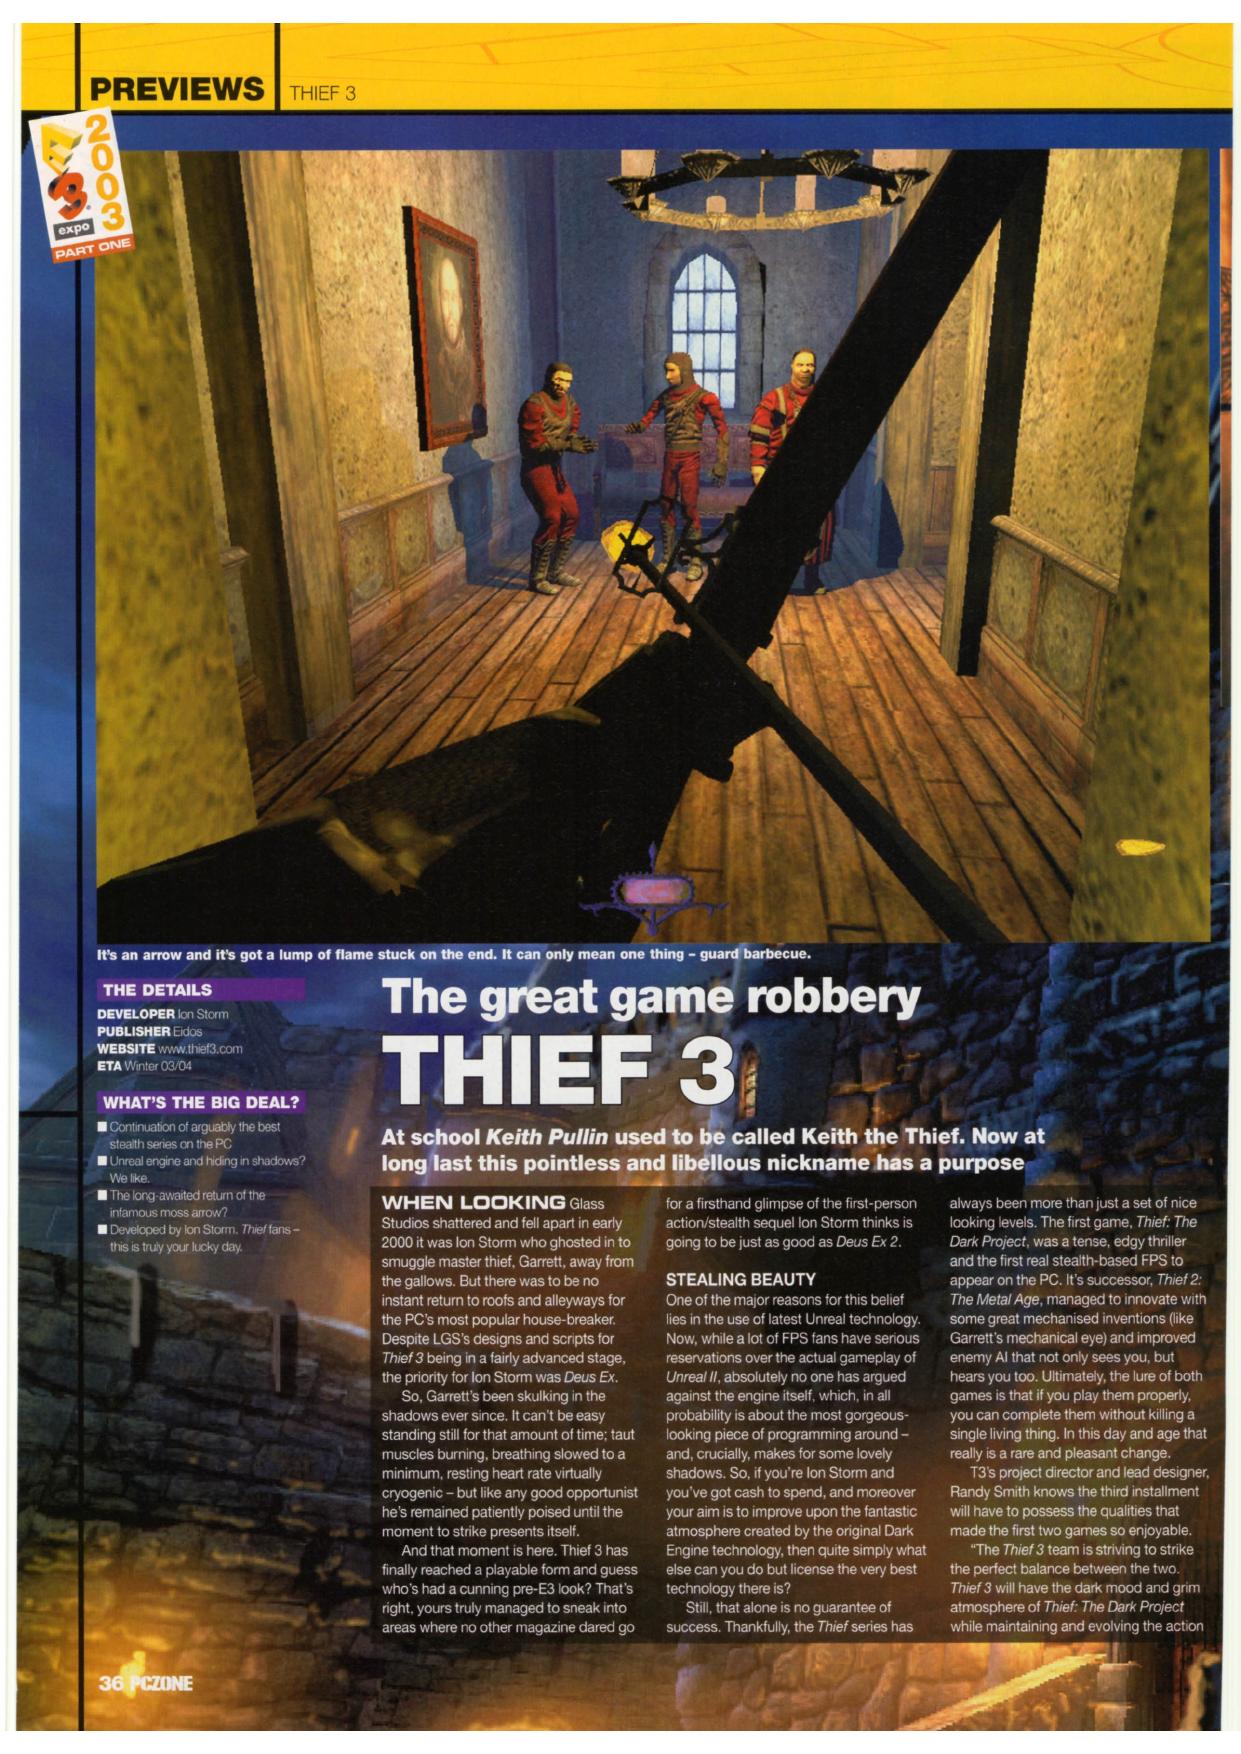 PREVIEWS THIEF 3
E3 2003
expo
PART ONE
It's an arrow and it's got a lump of flame stuck on the end. It can only mean one thing – guard barbecue.
THE DETAILS
DEVELOPER Ion Storm
PUBLISHER Eidos
WEBSITE www.thief3.com
ETA Winter 03/04
WHAT'S THE BIG DEAL?
■ Continuation of arguably the best
stealth series on the PC
■ Unreal engine and hiding in shadows?
We like.
■ The long-awaited return of the
infamous moss arrow?
■ Developed by Ion Storm. Thief fans –
this is truly your lucky day.
The great game robbery
THIEF 3
At school Keith Pullin used to be called Keith the Thief. Now at
long last this pointless and libellous nickname has a purpose
WHEN LOOKING Glass
Studios shattered and fell apart in early
2000 it was Ion Storm who ghosted in to
smuggle master thief, Garrett, away from
the gallows. But there was to be no
instant return to roofs and alleyways for
the PC's most popular house-breaker.
Despite LGS's designs and scripts for
Thief 3 being in a fairly advanced stage,
the priority for Ion Storm was Deus Ex.
So, Garrett's been skulking in the
shadows ever since. It can't be easy
standing still for that amount of time; taut
muscles burning, breathing slowed to a
minimum, resting heart rate virtually
cryogenic – but like any good opportunist
he's remained patiently poised until the
moment to strike presents itself.
And that moment is here. Thief 3 has
finally reached a playable form and guess
who's had a cunning pre-E3 look? That's
right, yours truly managed to sneak into
areas where no other magazine dared go
for a firsthand glimpse of the first-person
action/stealth sequel Ion Storm thinks is
going to be just as good as Deus Ex 2.
STEALING BEAUTY
One of the major reasons for this belief
lies in the use of latest Unreal technology.
Now, while a lot of FPS fans have serious
reservations over the actual gameplay of
Unreal II, absolutely no one has argued
against the engine itself, which, in all
probability is about the most gorgeous-
looking piece of programming around –
and, crucially, makes for some lovely
shadows. So, if you're Ion Storm and
you've got cash to spend, and moreover
your aim is to improve upon the fantastic
atmosphere created by the original Dark
Engine technology, then quite simply what
else can you do but license the very best
technology there is?
Still, that alone is no guarantee of
success. Thankfully, the Thief series has
always been more than just a set of nice
looking levels. The first game, Thief: The
Dark Project, was a tense, edgy thriller
and the first real stealth-based FPS to
appear on the PC. It's successor, Thief 2:
The Metal Age, managed to innovate with
some great mechanised inventions (like
Garrett's mechanical eye) and improved
enemy AI that not only sees you, but
hears you too. Ultimately, the lure of both
games is that if you play them properly,
you can complete them without killing a
single living thing. In this day and age that
really is a rare and pleasant change.
T3's project director and lead designer,
Randy Smith knows the third installment
will have to possess the qualities that
made the first two games so enjoyable.
"The Thief 3 team is striving to strike
the perfect balance between the two.
Thief 3 will have the dark mood and grim
atmosphere of Thief: The Dark Project
while maintaining and evolving the action
36 PCZONE